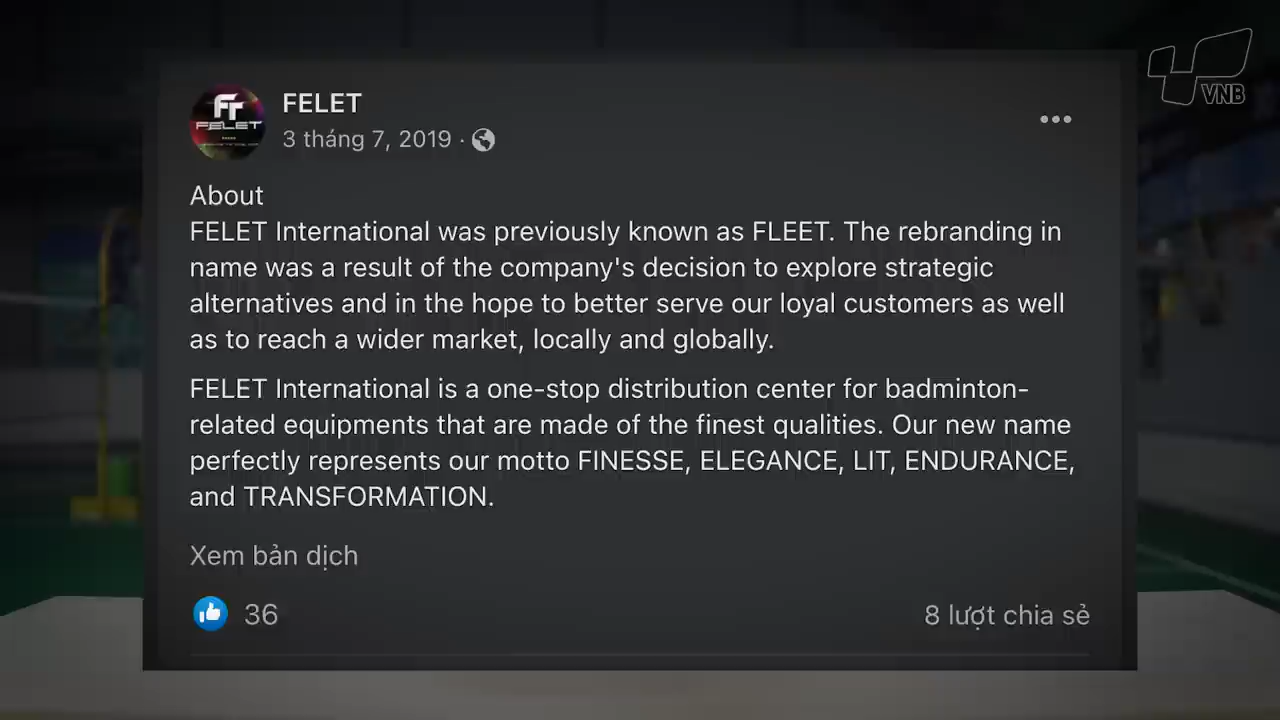 VNB
FT
FELET
FELET
3 tháng 7, 2019 ·
About
FELET International was previously known as FLEET. The rebranding in
name was a result of the company's decision to explore strategic
alternatives and in the hope to better serve our loyal customers as well
as to reach a wider market, locally and globally.
FELET International is a one-stop distribution center for badminton-
related equipments that are made of the finest qualities. Our new name
perfectly represents our motto FINESSE, ELEGANCE, LIT, ENDURANCE,
and TRANSFORMATION.
Xem bản dịch
36
8 lượt chia sẻ